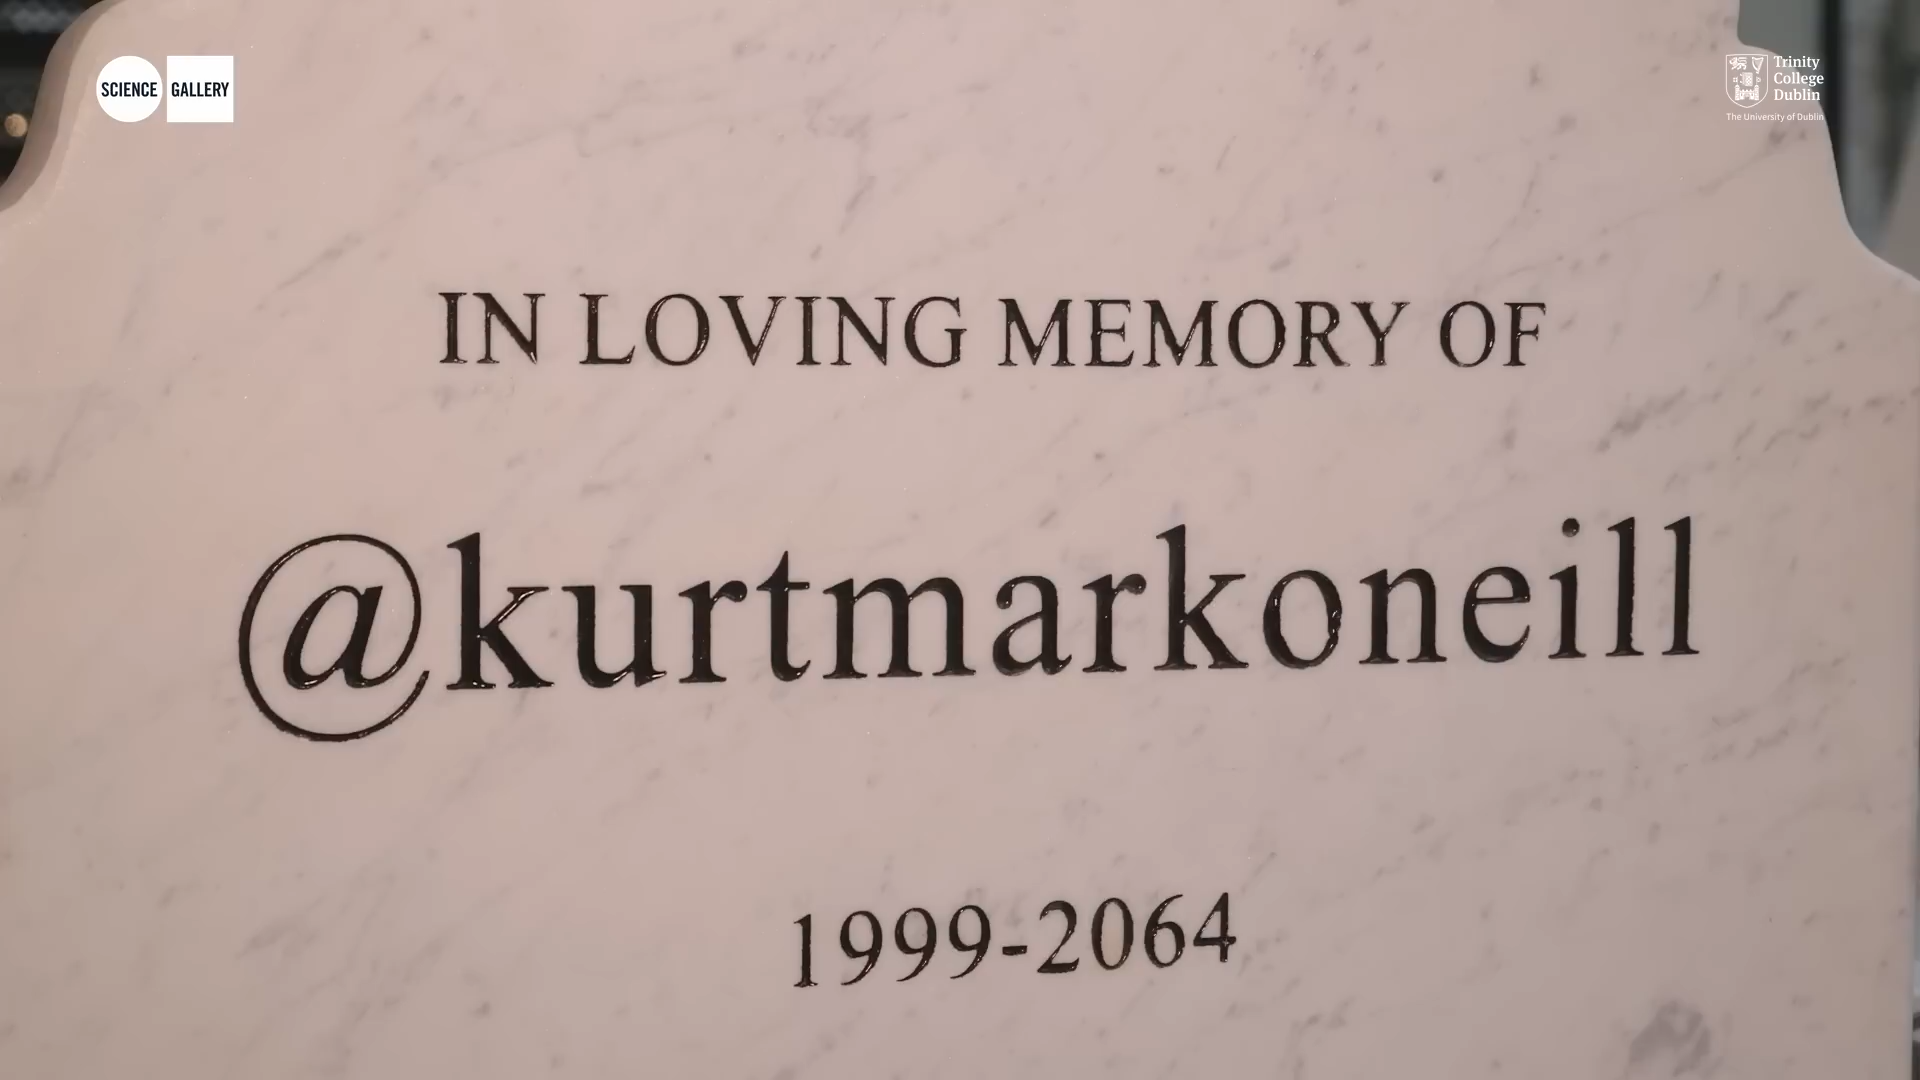 SCIENCE GALLERY
Trinity
College
Dublin
The University of Dublin
IN LOVING MEMORY OF
@kurtmarkoneill
1999-2064